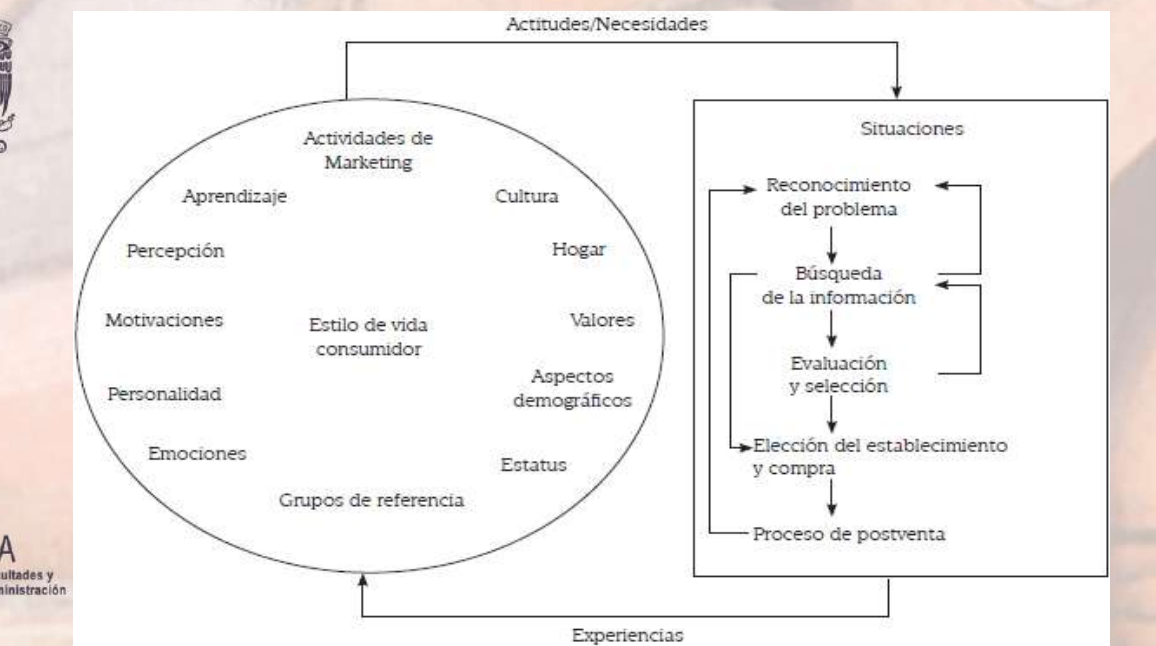 Actitudes/Necesidades
Actividades de
Marketing
Aprendizaje
Cultura
Percepción
Hogar
Motivaciones
Estilo de vida
consumidor
Valores
Personalidad
Aspectos
demográficos
Emociones
Estatus
Grupos de referencia
Situaciones
Reconocimiento
del problema
Búsqueda
de la información
Evaluación
y selección
Elección del establecimiento
y compra
Proceso de postventa
Experiencias
A
ultades y
ministración